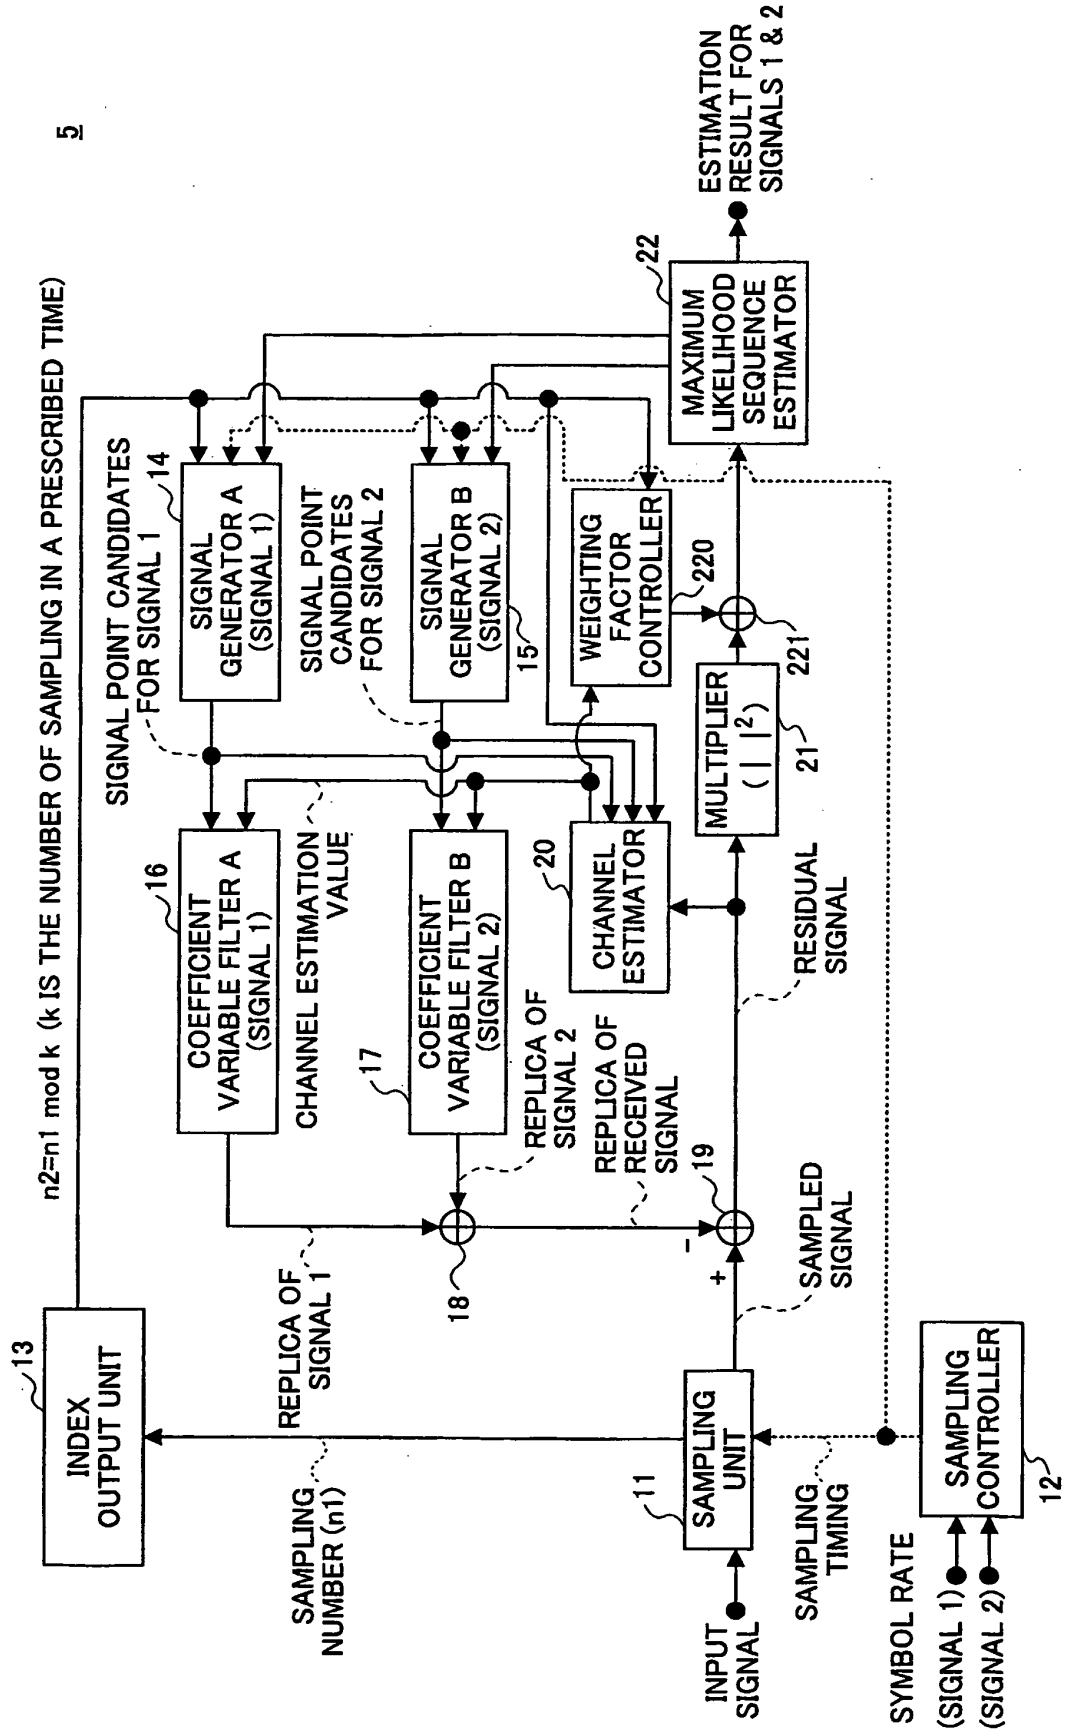 5
n2=n1 mod k (k IS THE NUMBER OF SAMPLING IN A PRESCRIBED TIME)
13
INDEX
OUTPUT UNIT
SAMPLING
NUMBER (n1)
REPLICA OF
SIGNAL 1
SIGNAL POINT CANDIDATES
FOR SIGNAL 1
14
SIGNAL
GENERATOR A
(SIGNAL 1)
16
COEFFICIENT
VARIABLE FILTER A
(SIGNAL 1)
CHANNEL ESTIMATION
VALUE
SIGNAL POINT
CANDIDATES
FOR SIGNAL 2
SIGNAL
GENERATOR B
(SIGNAL 2)
15
17
COEFFICIENT
VARIABLE FILTER B
(SIGNAL 2)
18
REPLICA OF
SIGNAL 2
REPLICA OF
RECEIVED
SIGNAL
20
CHANNEL
ESTIMATOR
WEIGHTING
FACTOR
CONTROLLER
220
221
22
MAXIMUM
LIKELIHOOD
SEQUENCE
ESTIMATOR
ESTIMATION
RESULT FOR
SIGNALS 1 & 2
MULTIPLIER
(| |²)
21
RESIDUAL
SIGNAL
19
-
+
SAMPLED
SIGNAL
11
SAMPLING
UNIT
INPUT
SIGNAL
SAMPLING
TIMING
SYMBOL RATE
(SIGNAL 1)
(SIGNAL 2)
SAMPLING
CONTROLLER
12